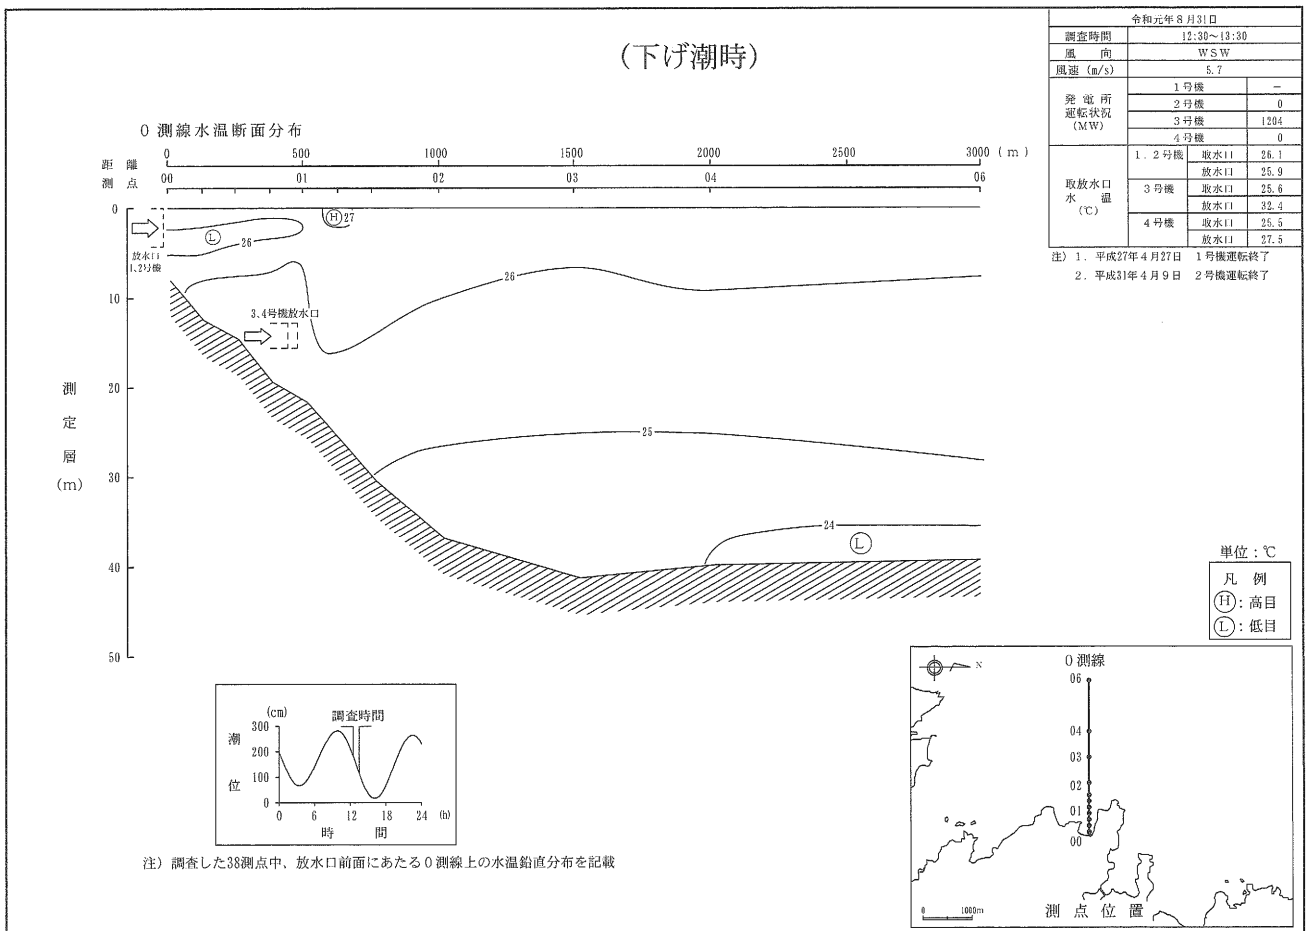 (下げ潮時)
令和元年8月31日
調査時間 12:30～13:30
風 向 WSW
風速 (m/s) 5.7
発電所運転状況 (MW)
1号機 －
2号機 0
3号機 1204
4号機 0
取放水口水温 (℃)
1. 2号機 取水口 26.1
放水口 25.9
3号機 取水口 25.6
放水口 32.4
4号機 取水口 25.5
放水口 27.5
注) 1. 平成27年4月27日 1号機運転終了
2. 平成31年4月9日 2号機運転終了
0測線水温断面分布
距離 0 500 1000 1500 2000 3000 (m)
測点 00 01 02 03 04 06
0
10
20
30
40
50
測定層 (m)
H 27
L
26
放水口
1,2号機
26
3,4号機放水口
25
24
L
単位:℃
凡 例
H:高目
L:低目
(cm)
調査時間
300
200
100
0
潮位
0 6 12 18 24 (h)
時 間
注) 調査した38測点中、放水口前面にあたる0測線上の水温鉛直分布を記載
N
0測線
06
04
03
02
01
00
0 1000m
測点位置